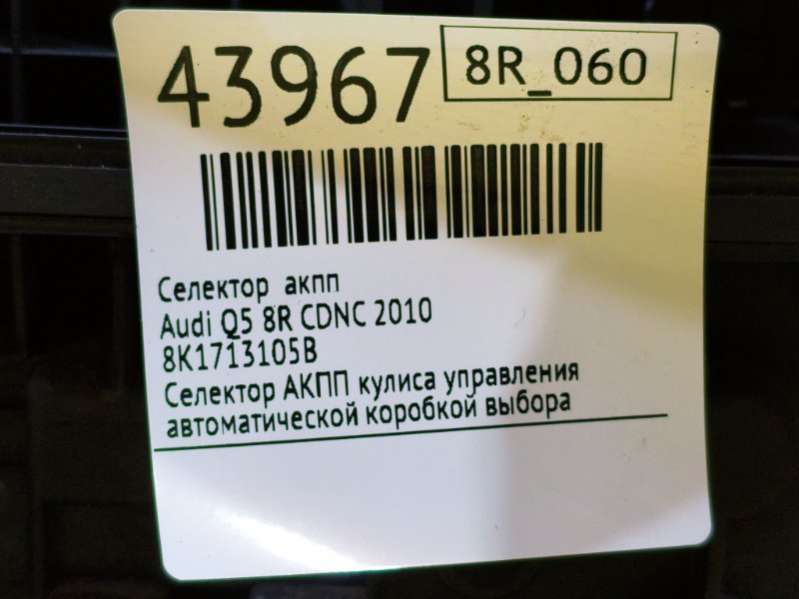 43967
8R_060
Селектор акпп
Audi Q5 8R CDNC 2010
8K1713105B
Селектор АКПП кулиса управления
автоматической коробкой выбора